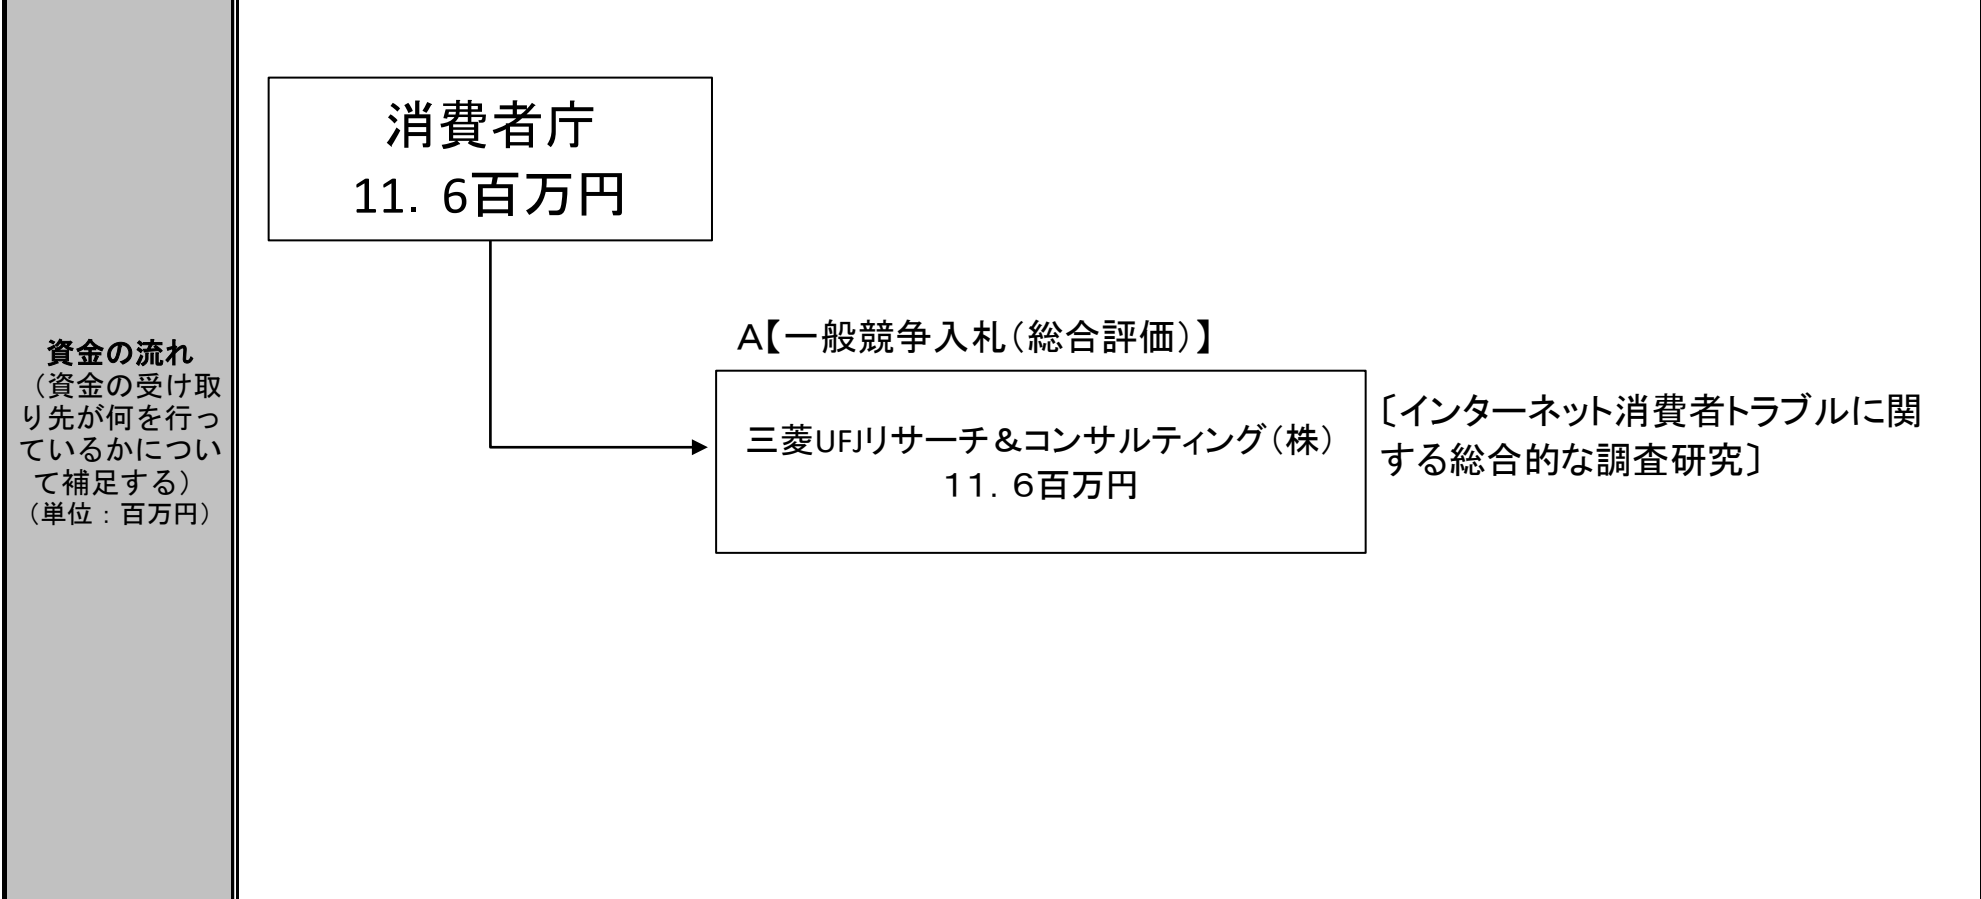 資金の流れ
（資金の受け取
り先が何を行っ
ているかについ
て補足する）
（単位：百万円）
消費者庁
11．6百万円
A【一般競争入札（総合評価）】
三菱UFJリサーチ＆コンサルティング（株）
１１．６百万円
〔インターネット消費者トラブルに関
する総合的な調査研究〕